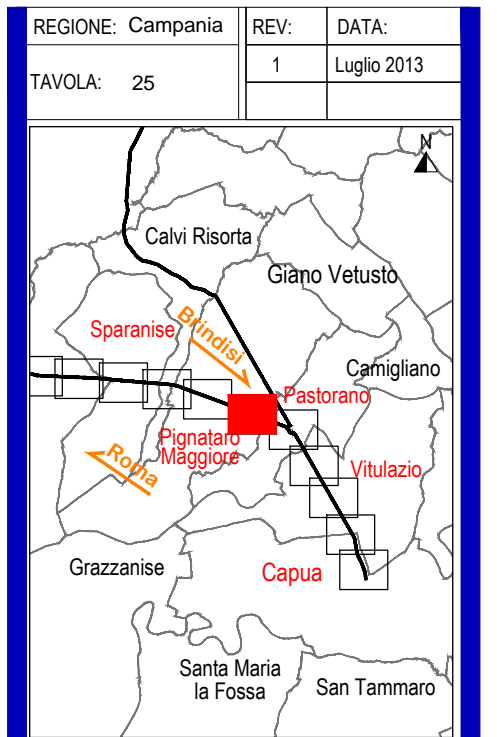 REGIONE: Campania
REV:
DATA:
1
Luglio 2013
TAVOLA: 25
N
Calvi Risorta
Giano Vetusto
Brindisi
Sparanise
Camigliano
Pastorano
Pignataro
Maggiore
Roma
Vitulazio
Grazzanise
Capua
Santa Maria
la Fossa
San Tammaro